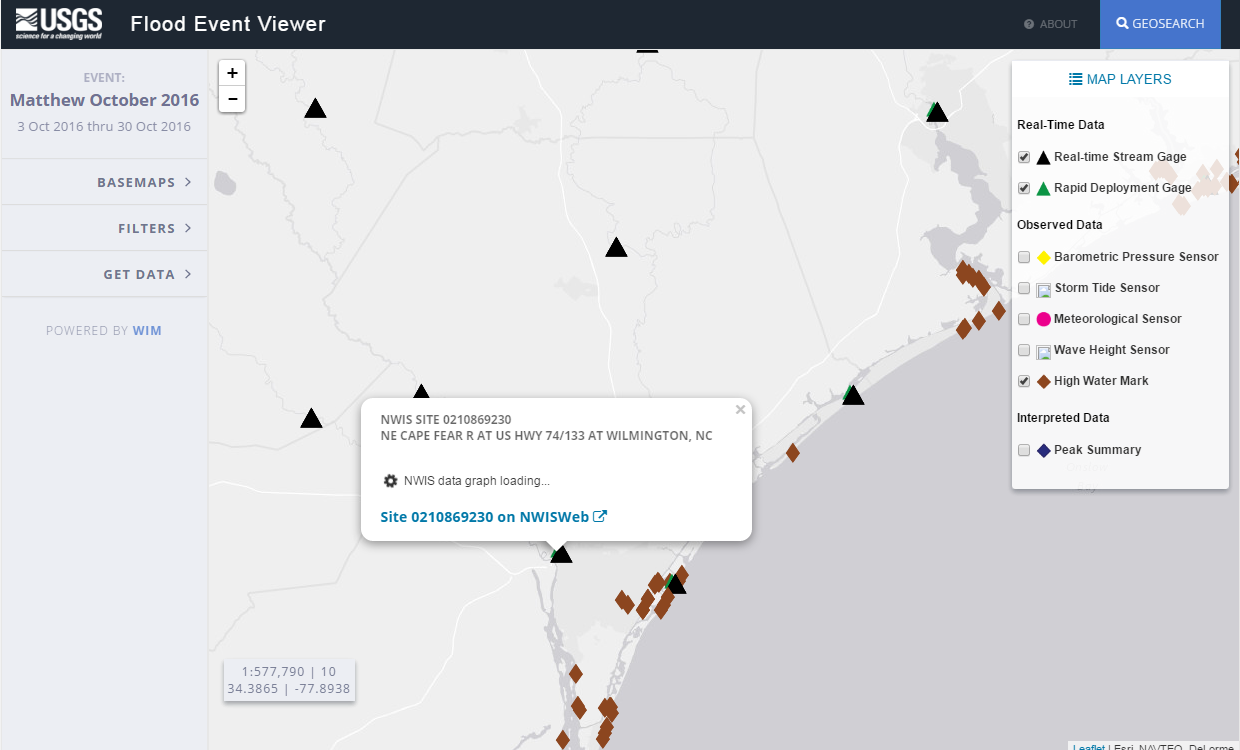 USGS
science for a changing world
Flood Event Viewer
ABOUT
GEOSEARCH
EVENT:
Matthew October 2016
3 Oct 2016 thru 30 Oct 2016
BASEMAPS
FILTERS
GET DATA
POWERED BY WIM
+
−
MAP LAYERS
Real-Time Data
Real-time Stream Gage
Rapid Deployment Gage
Observed Data
Barometric Pressure Sensor
Storm Tide Sensor
Meteorological Sensor
Wave Height Sensor
High Water Mark
Interpreted Data
Peak Summary
NWIS SITE 0210869230
NE CAPE FEAR R AT US HWY 74/133 AT WILMINGTON, NC
×
NWIS data graph loading...
Site 0210869230 on NWISWeb
1:577,790 | 10
34.3865 | -77.8938
Leaflet | Esri, NAVTEQ, DeLorme